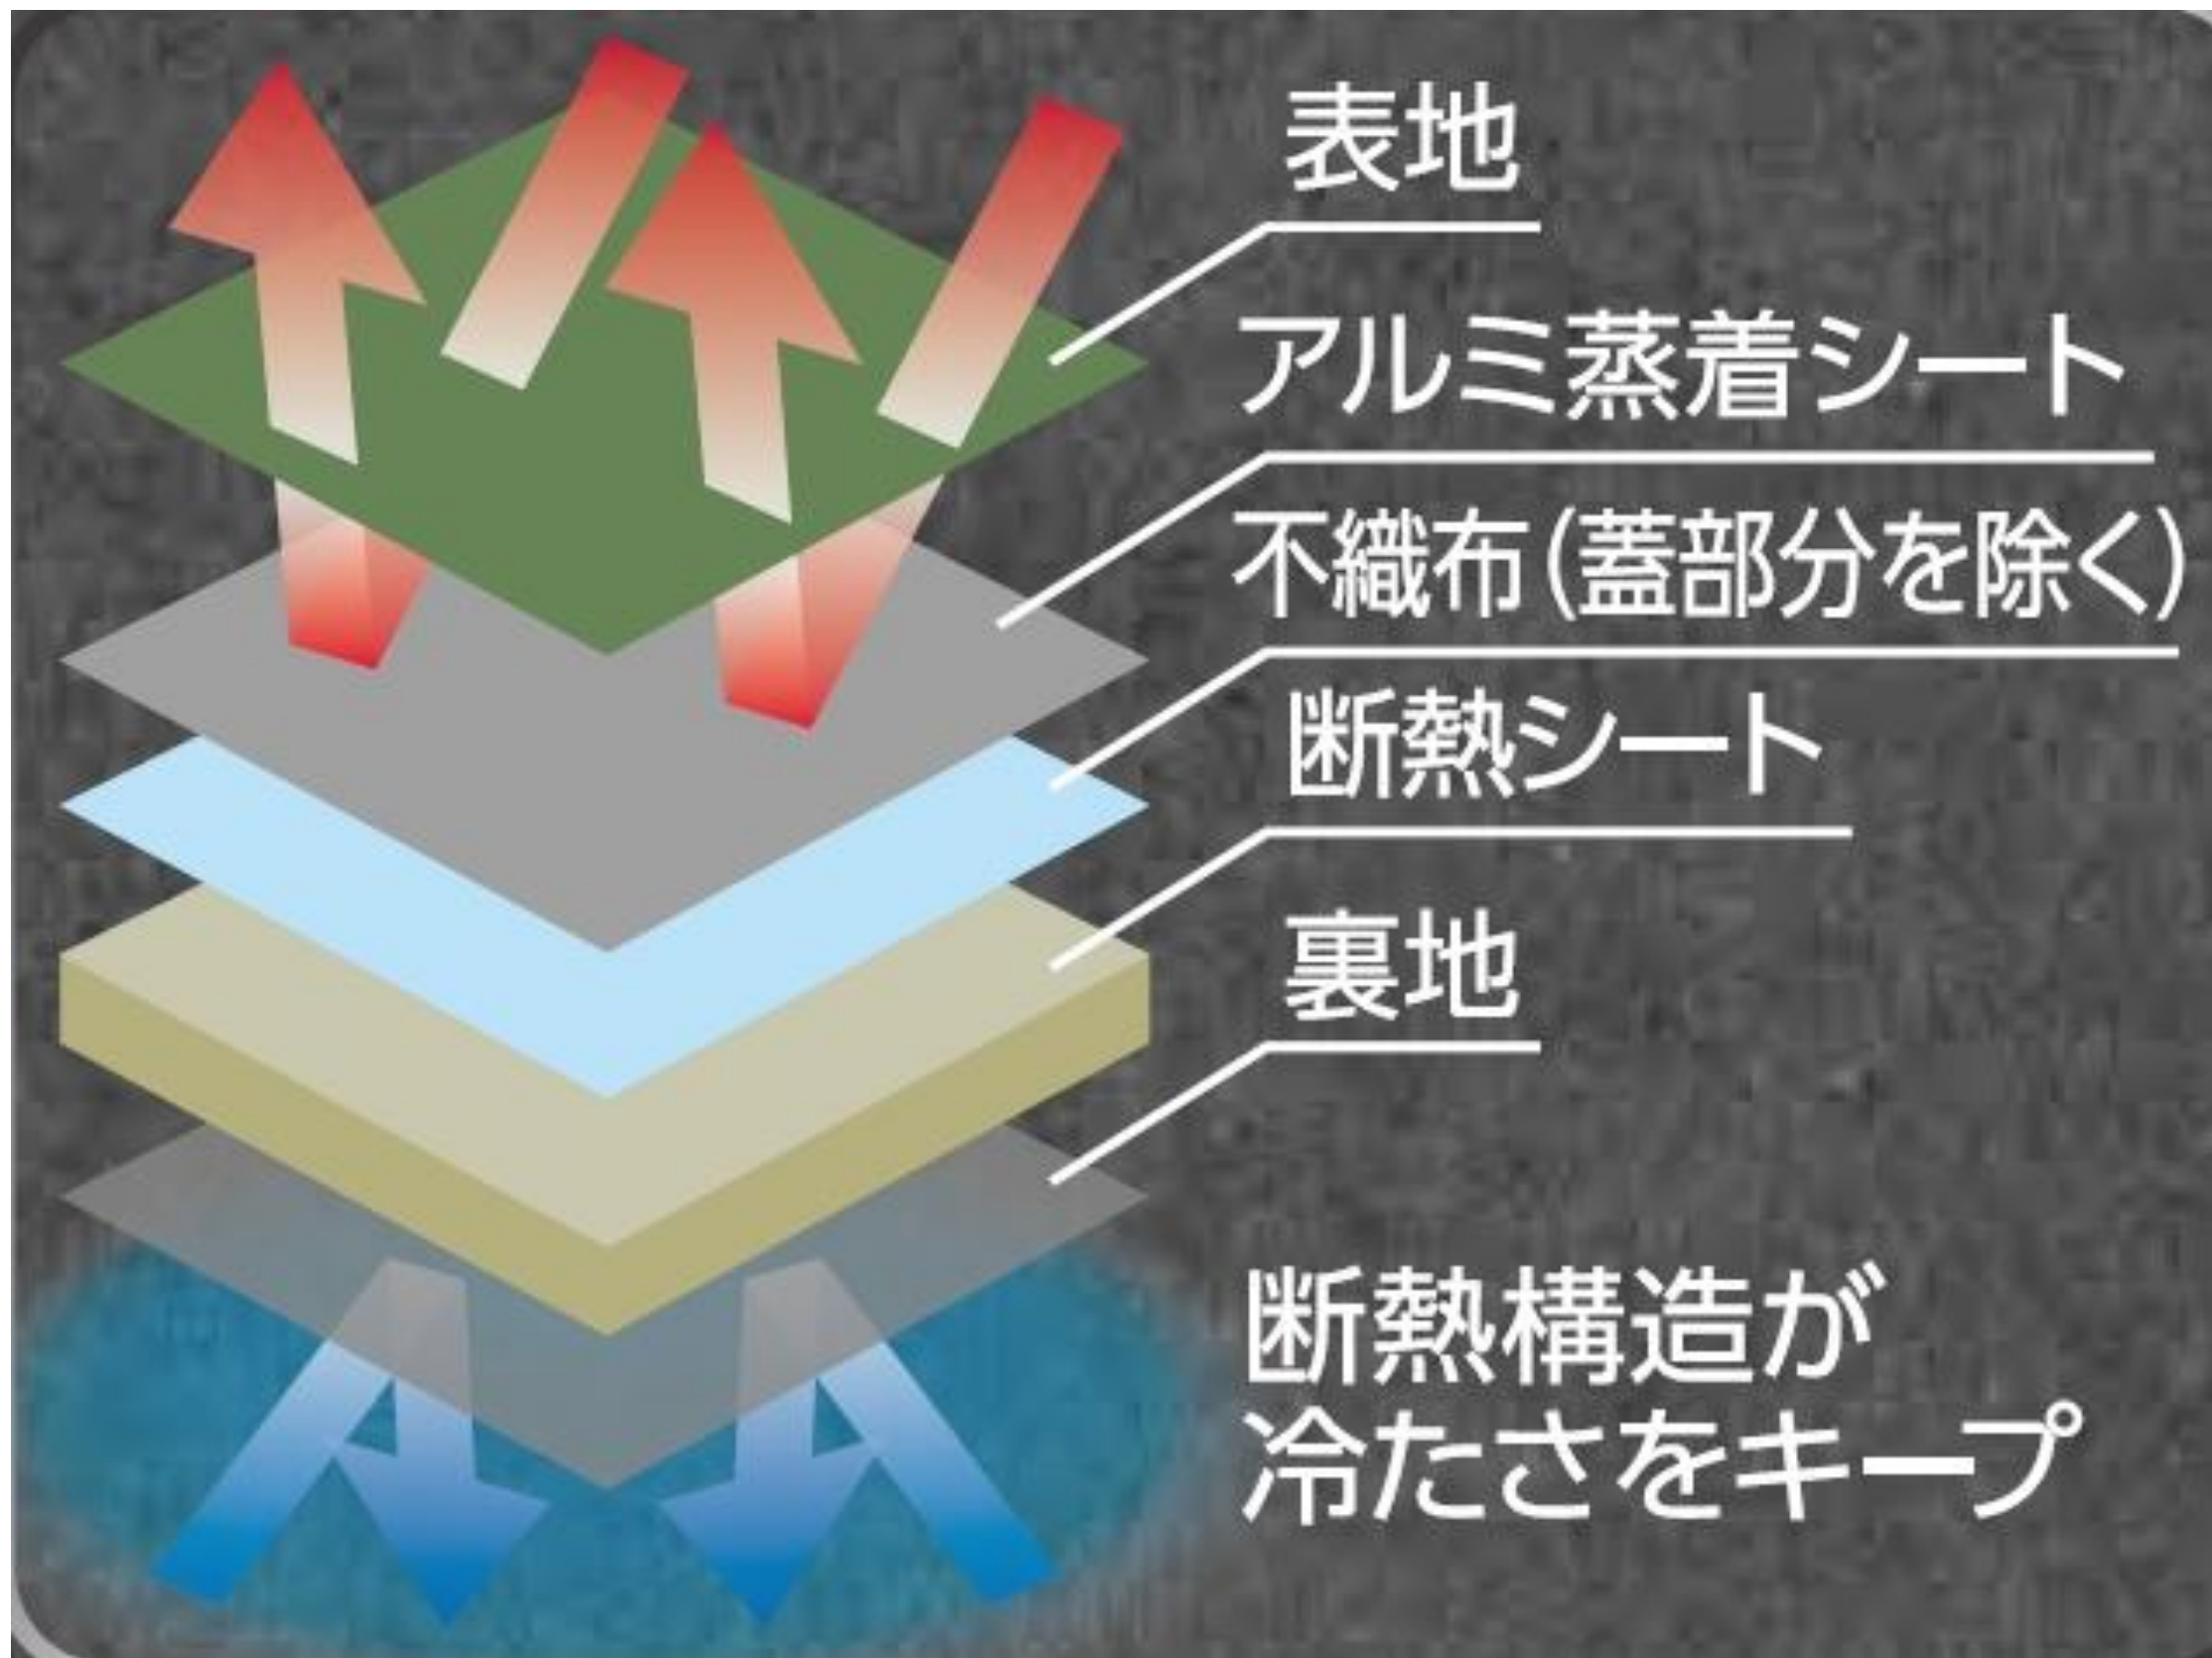 表地
アルミ蒸着シート
不織布(蓋部分を除く)
断熱シート
裏地
断熱構造が
冷たさをキープ